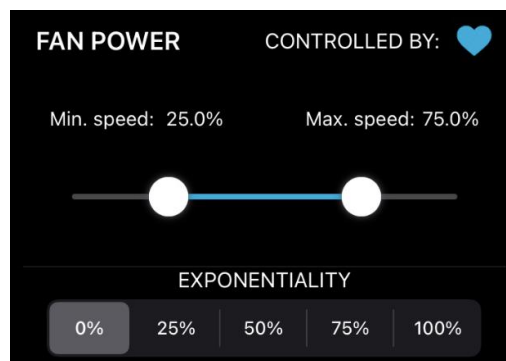 FAN POWER CONTROLLED BY:
Min. speed: 25.0% Max. speed: 75.0%
EXPONENTIALITY
0% 25% 50% 75% 100%